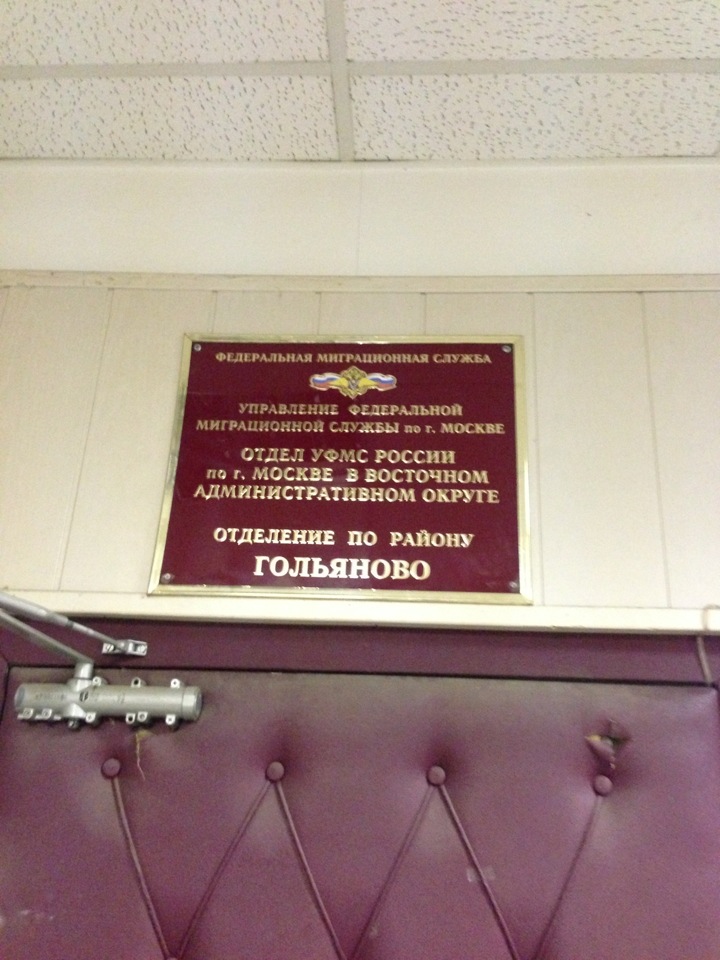 ФЕДЕРАЛЬНАЯ МИГРАЦИОННАЯ СЛУЖБА
УПРАВЛЕНИЕ ФЕДЕРАЛЬНОЙ
МИГРАЦИОННОЙ СЛУЖБЫ по г. МОСКВЕ
ОТДЕЛ УФМС РОССИИ
по г. МОСКВЕ В ВОСТОЧНОМ
АДМИНИСТРАТИВНОМ ОКРУГЕ
ОТДЕЛЕНИЕ ПО РАЙОНУ
ГОЛЬЯНОВО